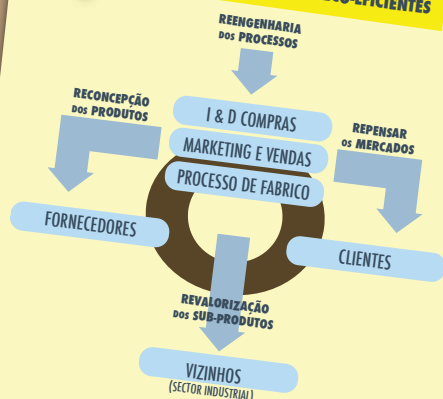 EFICIENTES
REENGENHARIA
DOS PROCESSOS
RECONCEPÇÃO
DOS PRODUTOS
I & D COMPRAS
MARKETING E VENDAS
PROCESSO DE FABRICO
REPENSAR
OS MERCADOS
FORNECEDORES
CLIENTES
REVALORIZAÇÃO
DOS SUB-PRODUTOS
VIZINHOS
(SECTOR INDUSTRIAL)